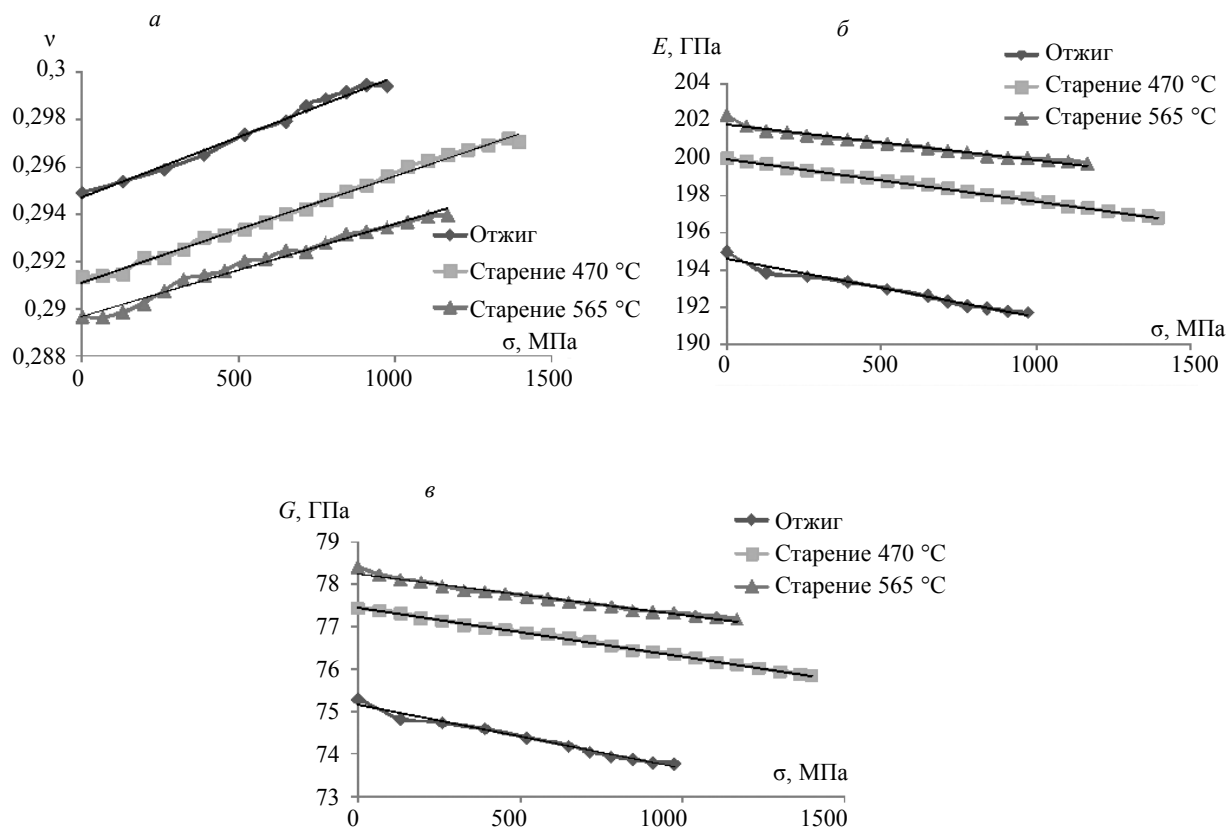 а
ν
0,3
0,298
0,296
0,294
0,292
0,29
0,288
0
500
1000
1500
σ, МПа
Отжиг
Старение 470 °С
Старение 565 °С
б
E, ГПа
206
204
202
200
198
196
194
192
190
0
500
1000
1500
σ, МПа
Отжиг
Старение 470 °С
Старение 565 °С
в
G, ГПа
79
78
77
76
75
74
73
0
500
1000
1500
σ, МПа
Отжиг
Старение 470 °С
Старение 565 °С